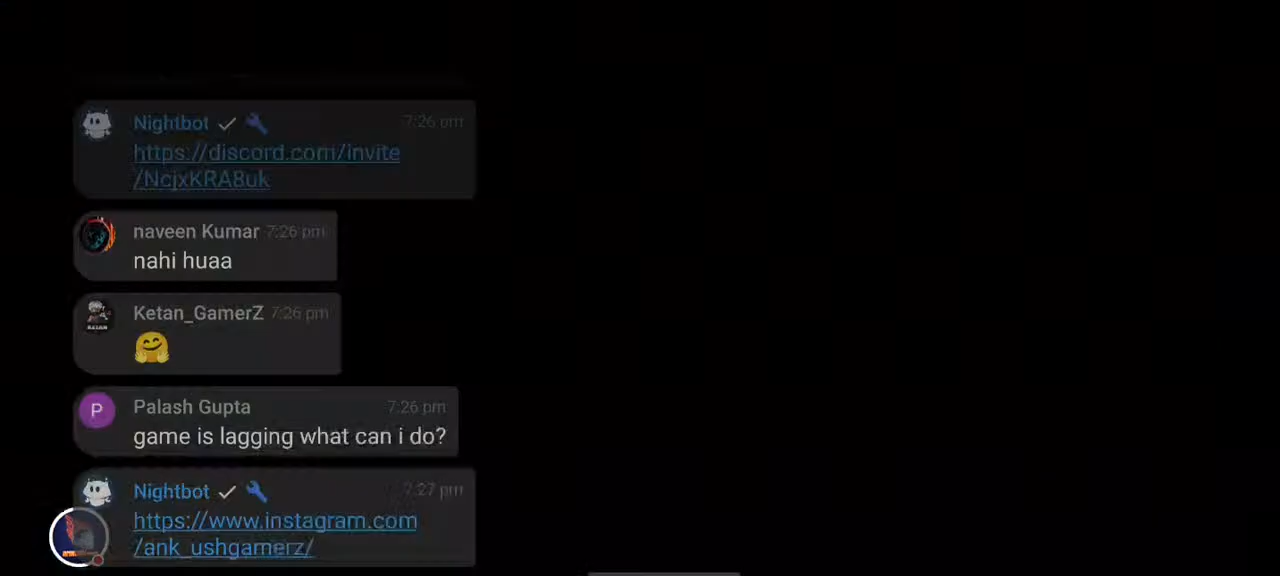 Nightbot 7:26 pm
https://discord.com/invite
/NcjxKRA8uk
naveen Kumar 7:26 pm
nahi huaa
Ketan_GamerZ 7:26 pm
Palash Gupta 7:26 pm
P
game is lagging what can i do?
Nightbot 7:27 pm
https://www.instagram.com
/ank_ushgamerz/